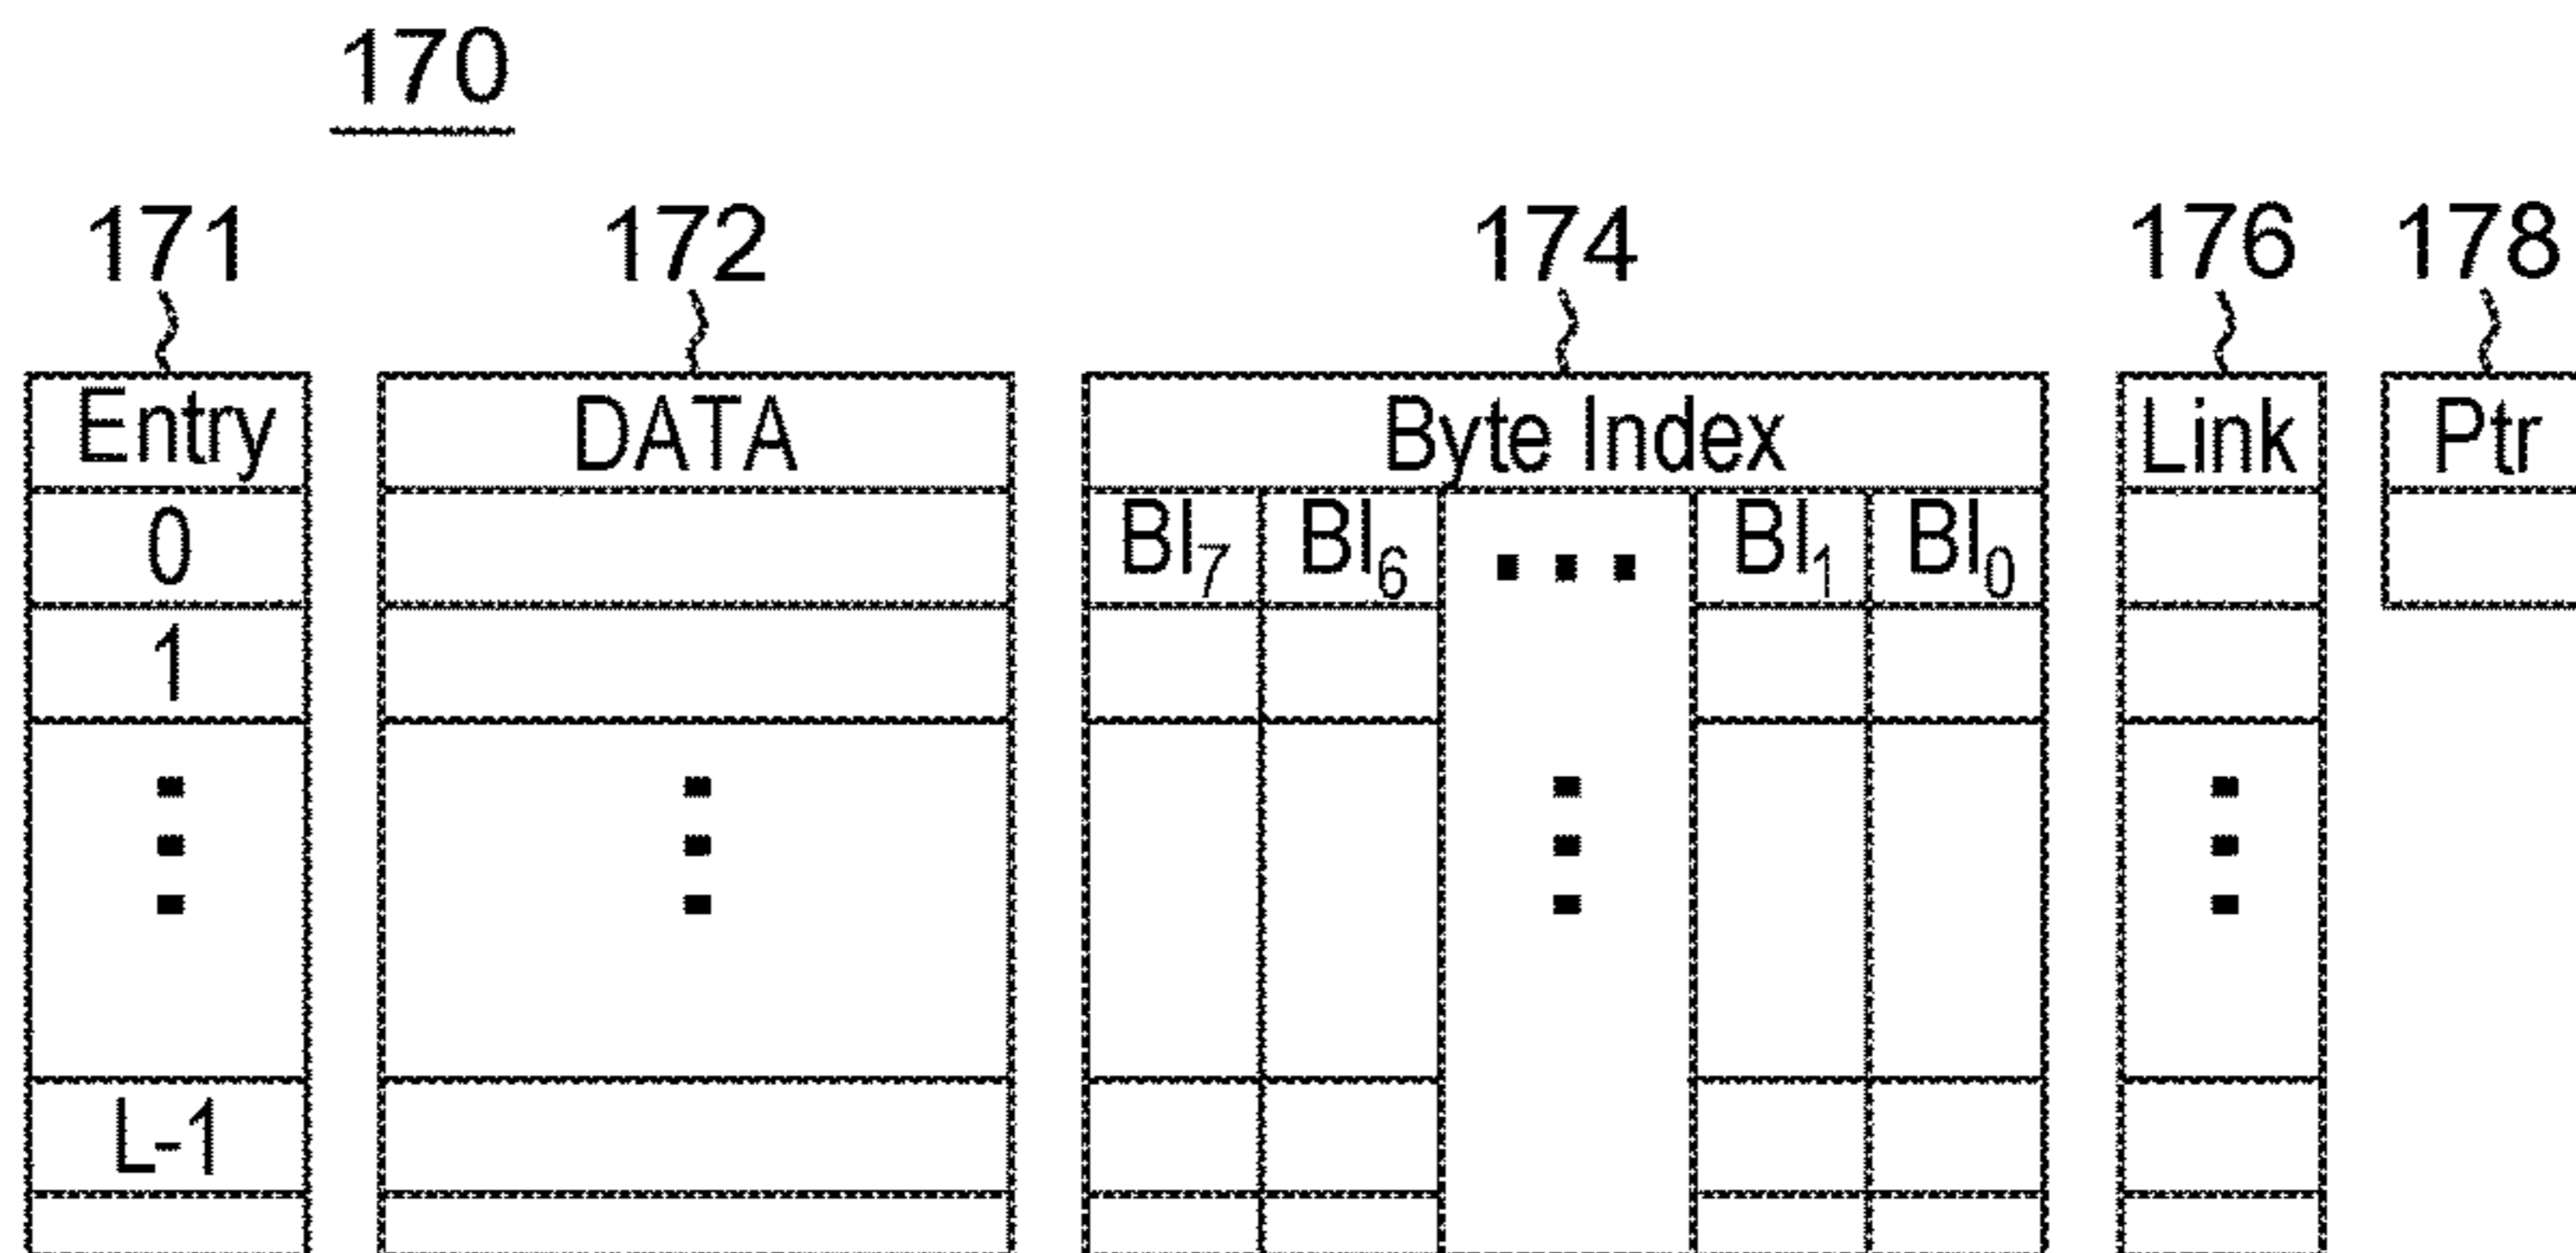 170
171 172 174 176 178
Entry DATA Byte Index Link Ptr
0 BI₇ BI₆ ... BI₁ BI₀
1
L-1